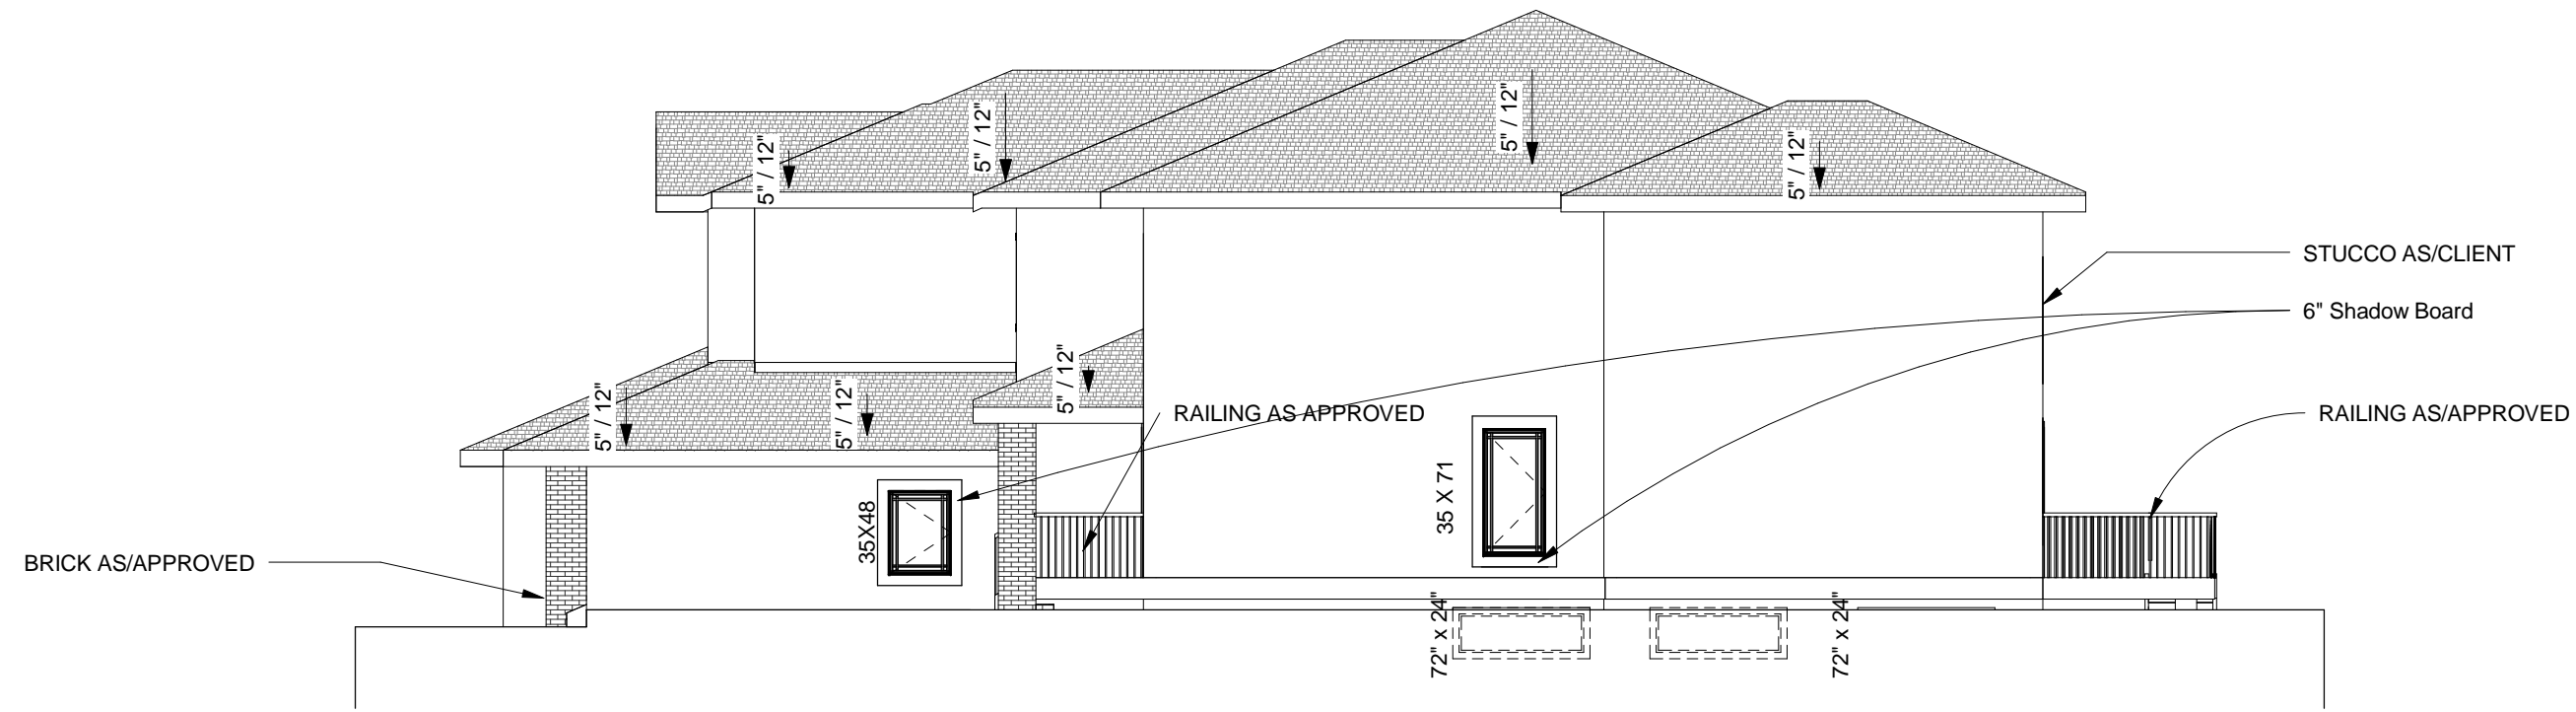 5" / 12"
5" / 12"
5" / 12"
5" / 12"
STUCCO AS/CLIENT
6" Shadow Board
5" / 12"
5" / 12"
5" / 12"
RAILING AS APPROVED
RAILING AS/APPROVED
35X48
35 X 71
BRICK AS/APPROVED
72" x 24"
72" x 24"